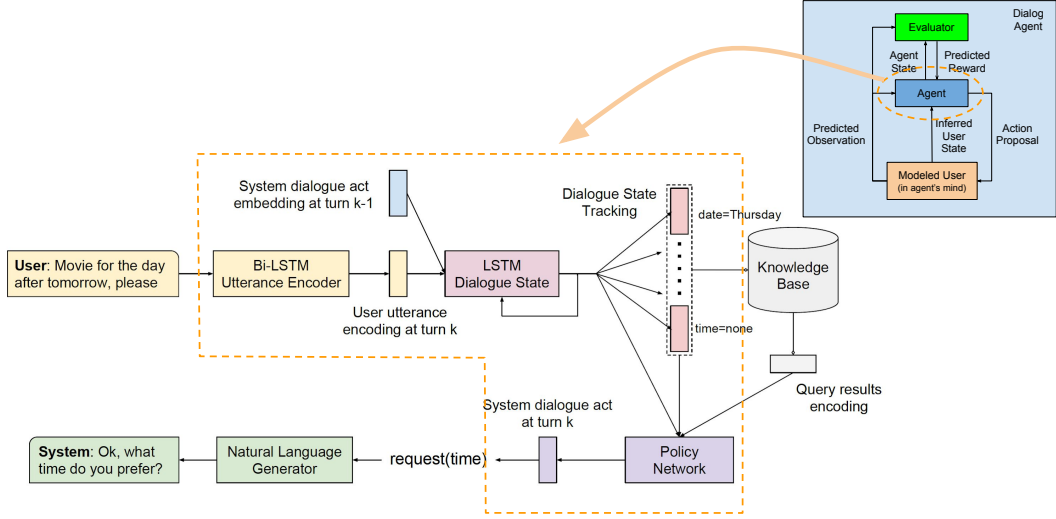 Dialog
Agent
Evaluator
Agent
State
Predicted
Reward
Agent
Predicted
Observation
Inferred
User
State
Action
Proposal
Modeled User
(in agent's mind)
System dialogue act
embedding at turn k-1
Dialogue State
Tracking
date=Thursday
User: Movie for the day
after tomorrow, please
Bi-LSTM
Utterance Encoder
LSTM
Dialogue State
Knowledge
Base
User utterance
encoding at turn k
time=none
Query results
encoding
System dialogue act
at turn k
System: Ok, what
time do you prefer?
Natural Language
Generator
request(time)
Policy
Network